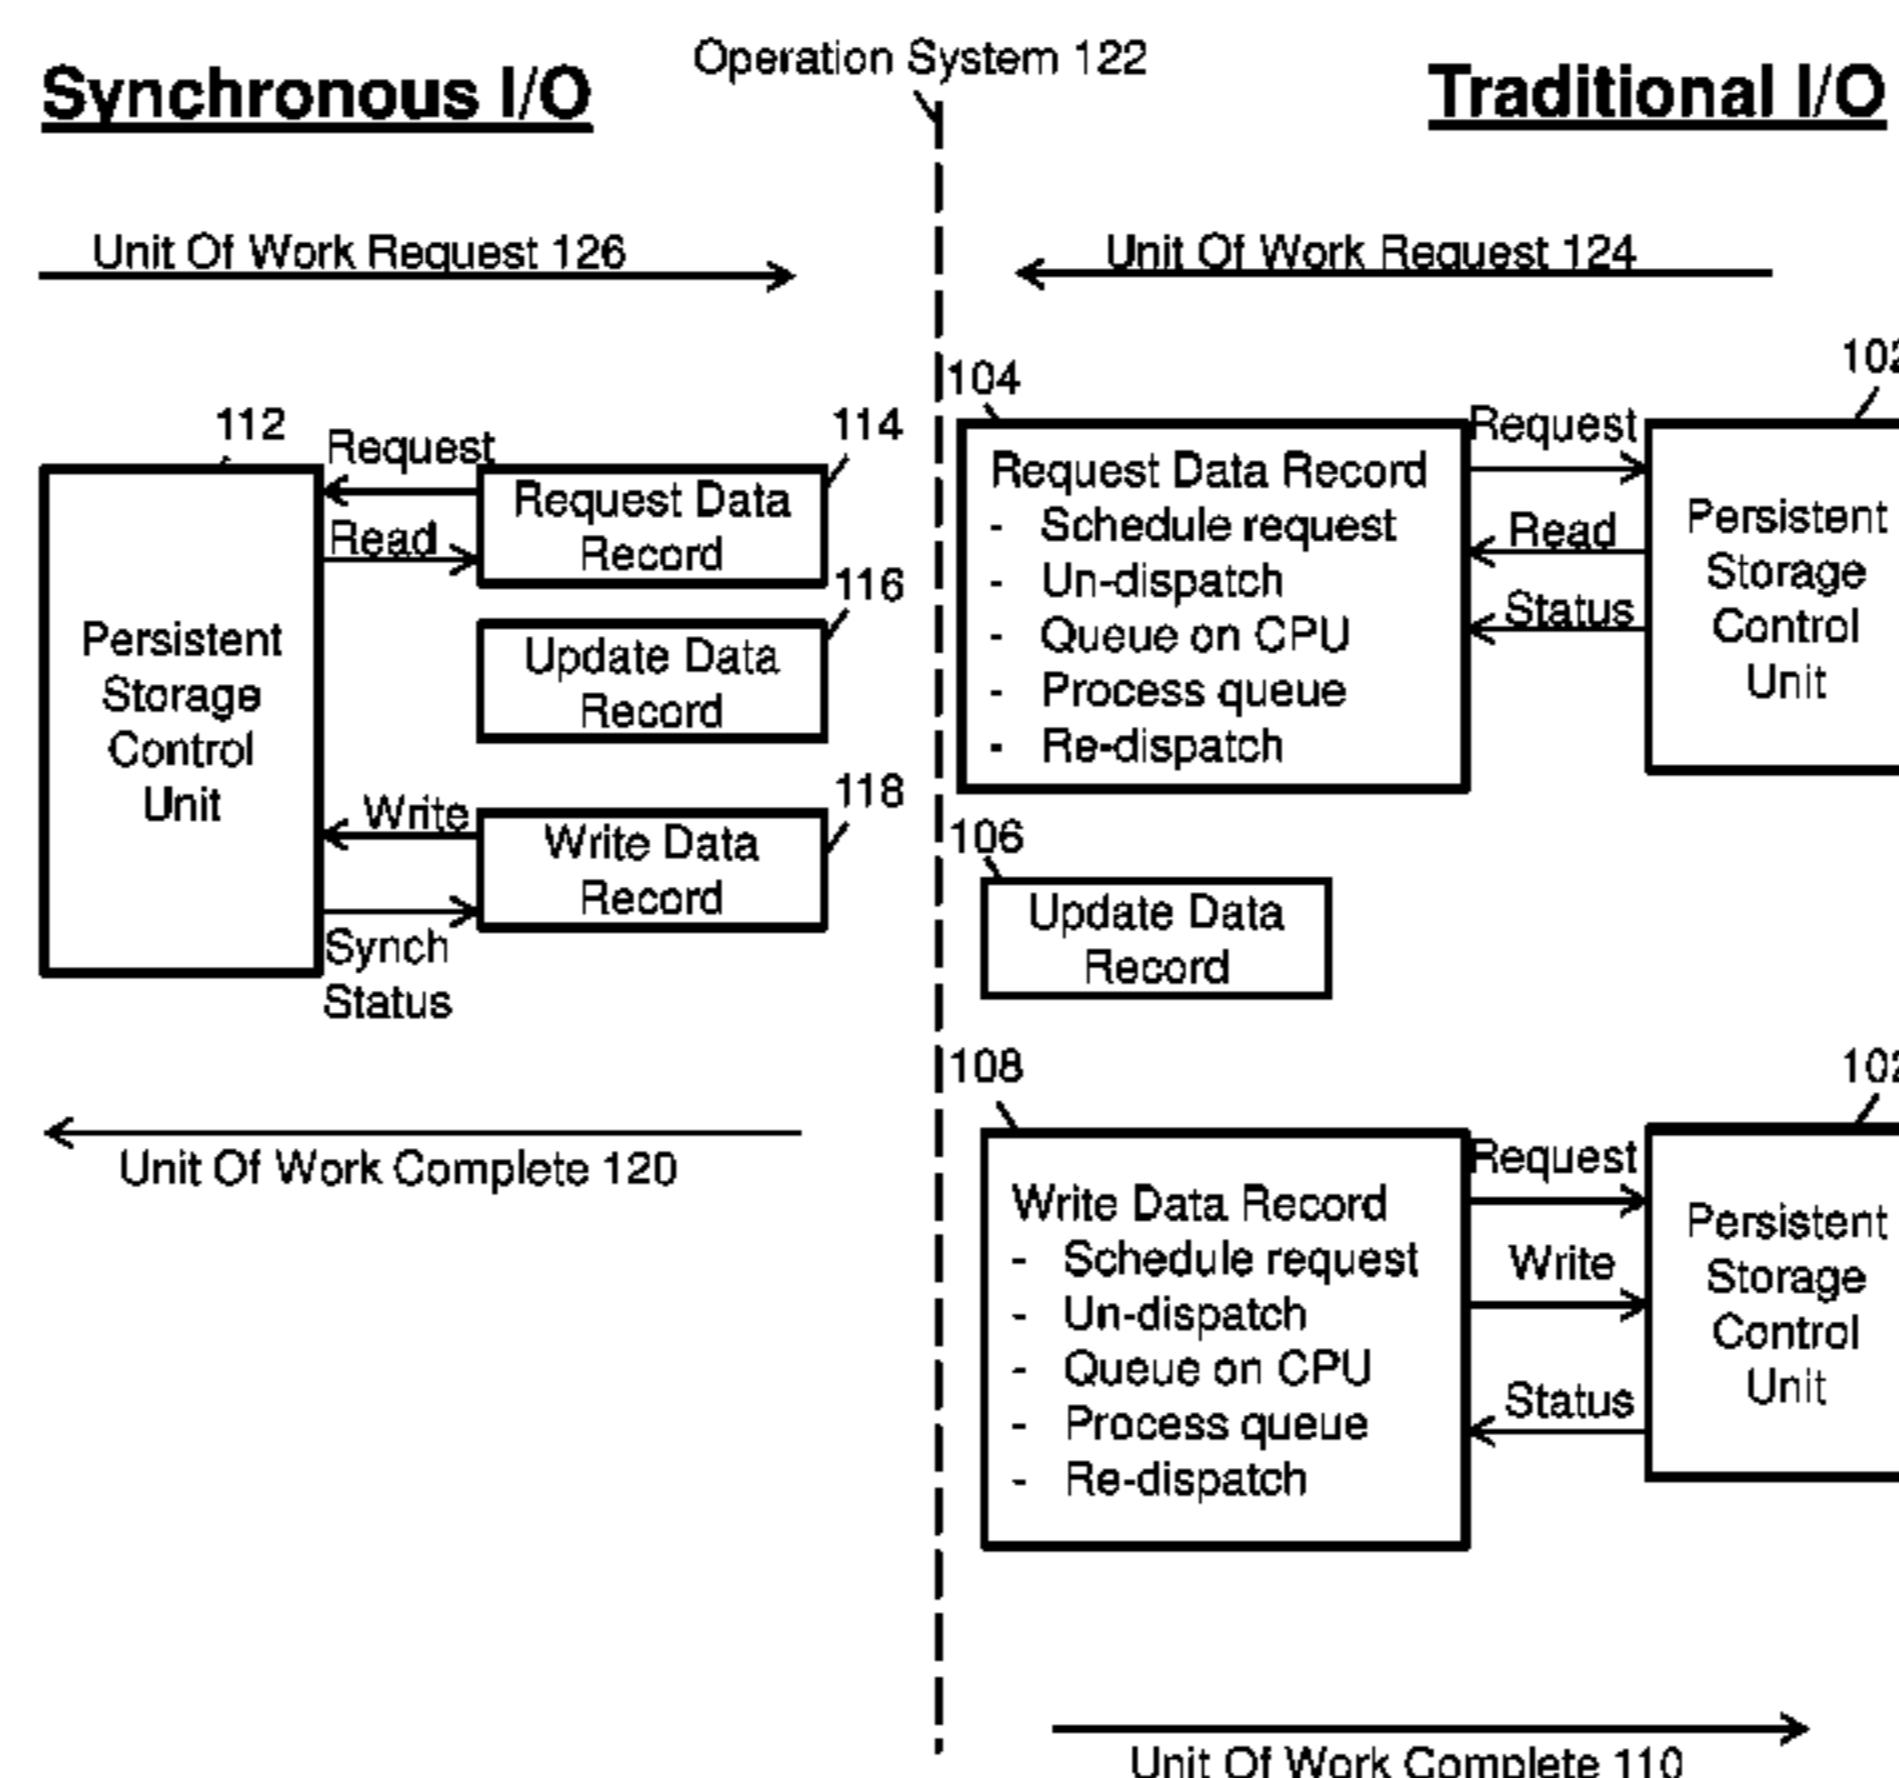 Operation System 122
Synchronous I/O
Traditional I/O
Unit Of Work Request 126
Unit Of Work Request 124
112
Request
114
Request Data
Record
Read
116
Persistent
Storage
Control
Unit
Update Data
Record
118
Write
Write Data
Record
Synch
Status
Unit Of Work Complete 120
104
102
Request
Request Data Record
- Schedule request
- Un-dispatch
- Queue on CPU
- Process queue
- Re-dispatch
Read
Status
Persistent
Storage
Control
Unit
106
Update Data
Record
108
102
Request
Write Data Record
- Schedule request
- Un-dispatch
- Queue on CPU
- Process queue
- Re-dispatch
Write
Status
Persistent
Storage
Control
Unit
Unit Of Work Complete 110